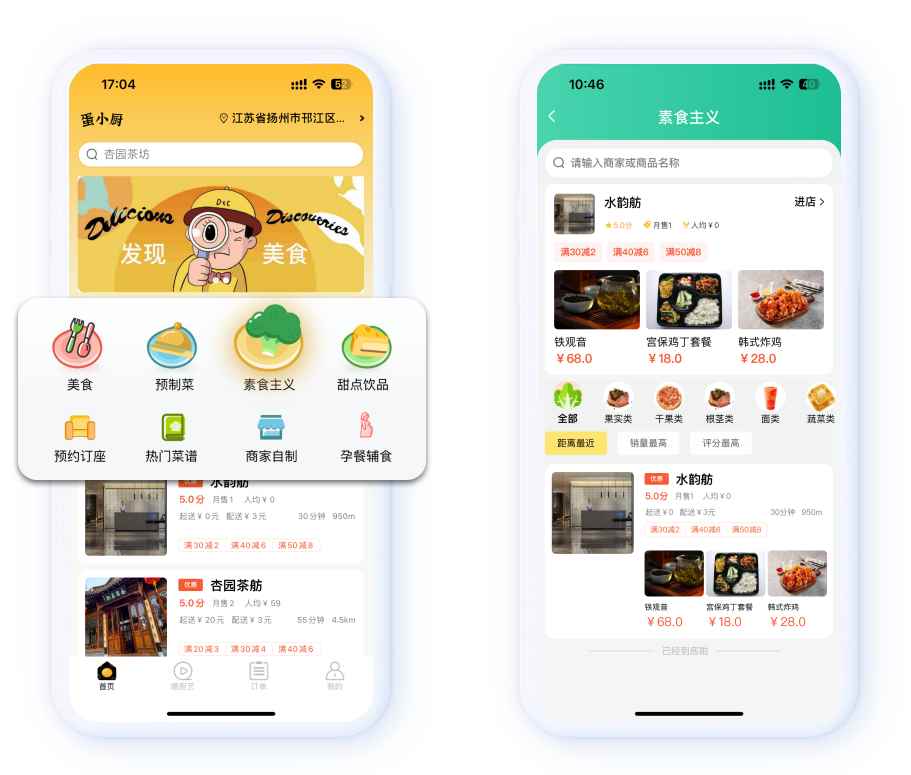 17:04
52
蛋小厨
江苏省扬州市邗江区...
杏园茶坊
Dec
Delicious
Discoveries
发现
美食
美食
预制菜
素食主义
甜点饮品
预约订座
热门菜谱
商家自制
孕餐辅食
优惠 水韵舫
5.0分 月售1 人均¥0
起送¥0元 配送¥3元 30分钟 950m
满30减2 满40减6 满50减8
优惠 杏园茶舫
5.0分 月售2 人均¥59
起送¥20元 配送¥3元 55分钟 4.5km
满20减3 满30减4 满40减6
首页
订单
我的
10:46
40
素食主义
请输入商家或商品名称
水韵舫
进店
5.0分 月售1 人均¥0
满30减2 满40减6 满50减8
铁观音
宫保鸡丁套餐
韩式炸鸡
¥68.0
¥18.0
¥28.0
全部
果实类
干果类
根茎类
面类
蔬菜类
距离最近
销量最高
评分最高
优惠 水韵舫
5.0分 月售1 人均¥0
起送¥0 配送¥3元 30分钟 950m
满30减2 满40减6 满50减8
铁观音
宫保鸡丁套餐
韩式炸鸡
¥68.0
¥18.0
¥28.0
已经到底啦